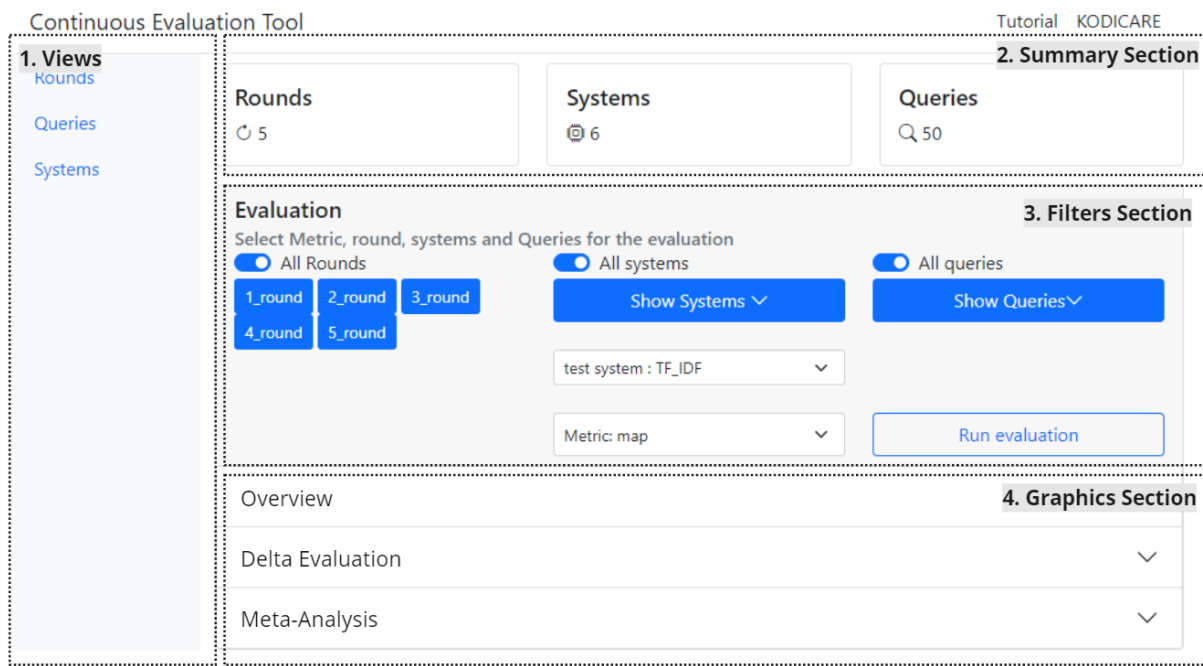 Continuous Evaluation Tool
Tutorial KODICARE
1. Views
Rounds
Queries
Systems
2. Summary Section
Rounds
5
Systems
6
Queries
50
3. Filters Section
Evaluation
Select Metric, round, systems and Queries for the evaluation
All Rounds
1_round 2_round 3_round
4_round 5_round
All systems
Show Systems
test system : TF_IDF
Metric: map
All queries
Show Queries
Run evaluation
4. Graphics Section
Overview
Delta Evaluation
Meta-Analysis